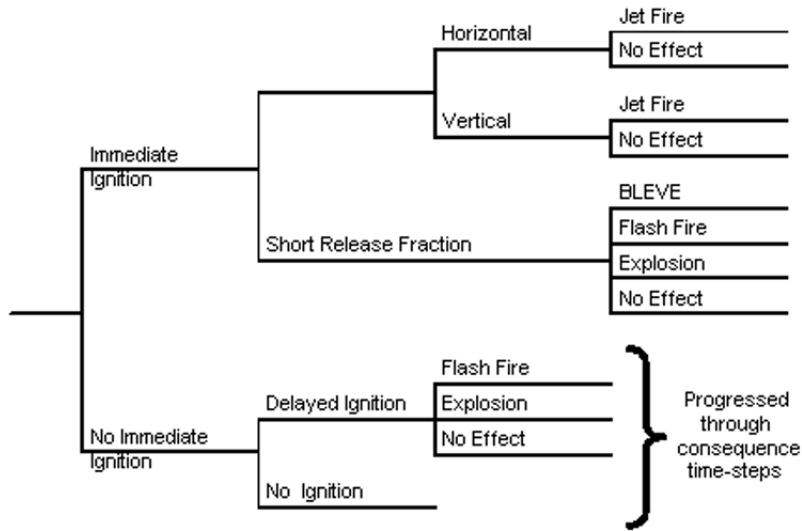 Jet Fire
Horizontal
No Effect
Jet Fire
Vertical
No Effect
Immediate
Ignition
BLEVE
Flash Fire
Short Release Fraction
Explosion
No Effect
Flash Fire
Delayed Ignition
Explosion
No Effect
No Immediate
Ignition
No Ignition
Progressed
through
consequence
time-steps